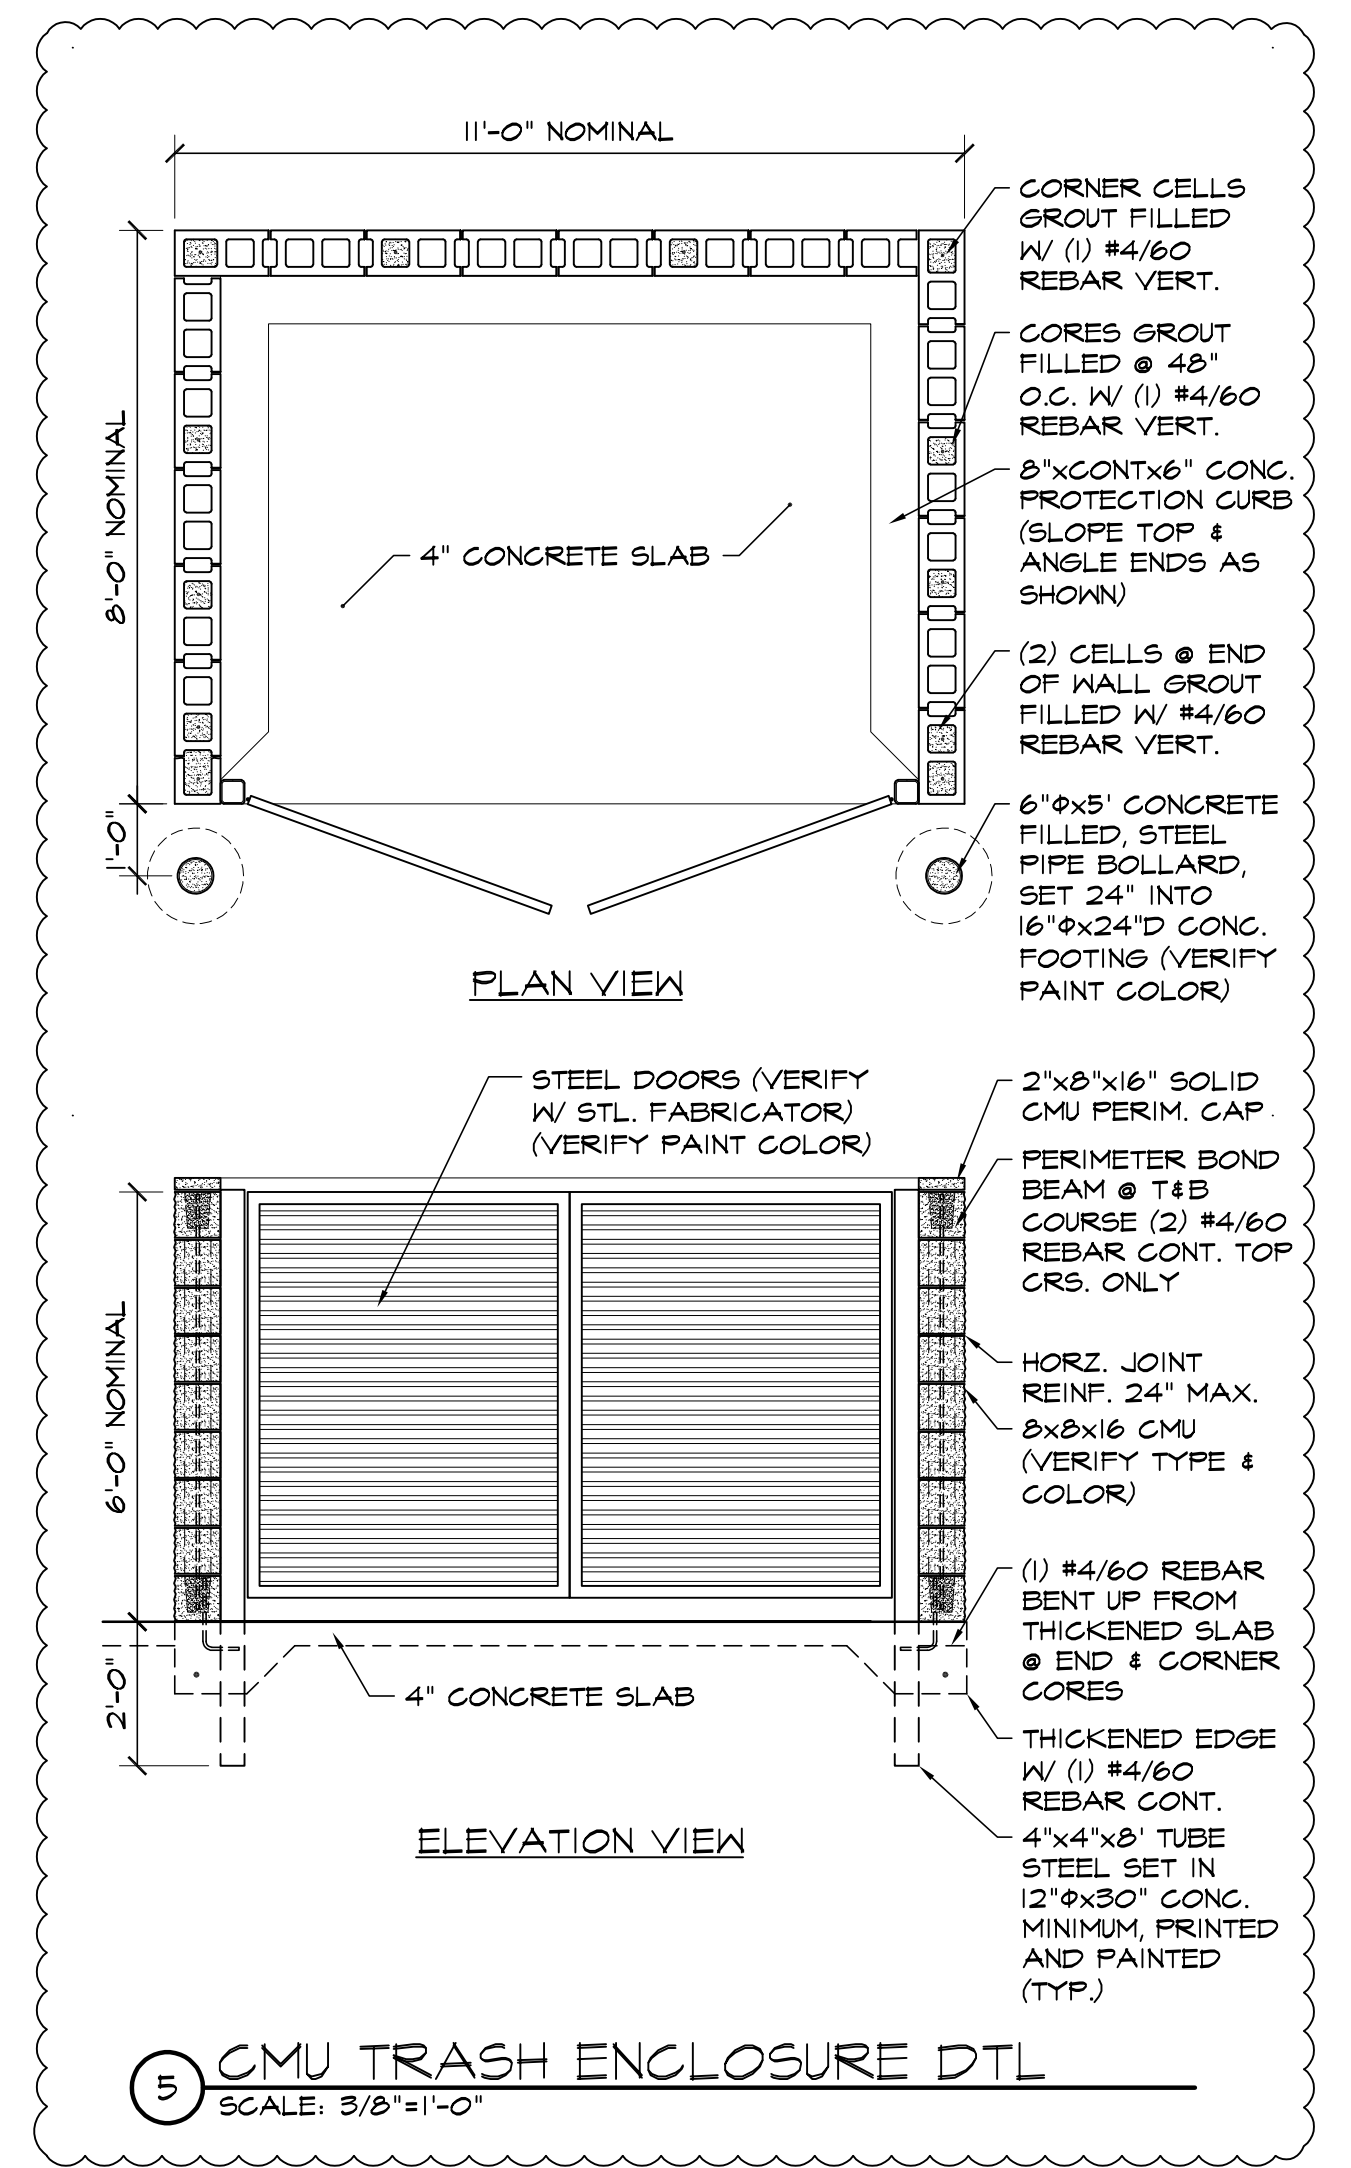 11'-0" NOMINAL
CORNER CELLS
GROUT FILLED
W/ (1) #4/60
REBAR VERT.
CORES GROUT
FILLED @ 48"
O.C. W/ (1) #4/60
REBAR VERT.
8"xCONTx6" CONC.
PROTECTION CURB
(SLOPE TOP &
ANGLE ENDS AS
SHOWN)
8'-0" NOMINAL
4" CONCRETE SLAB
(2) CELLS @ END
OF WALL GROUT
FILLED W/ #4/60
REBAR VERT.
1'-0"
6"Φx5' CONCRETE
FILLED, STEEL
PIPE BOLLARD,
SET 24" INTO
16"Φx24"D CONC.
FOOTING (VERIFY
PAINT COLOR)
PLAN VIEW
STEEL DOORS (VERIFY
W/ STL. FABRICATOR)
(VERIFY PAINT COLOR)
2"x8"x16" SOLID
CMU PERIM. CAP
PERIMETER BOND
BEAM @ T&B
COURSE (2) #4/60
REBAR CONT. TOP
CRS. ONLY
6'-0" NOMINAL
HORZ. JOINT
REINF. 24" MAX.
8x8x16 CMU
(VERIFY TYPE &
COLOR)
(1) #4/60 REBAR
BENT UP FROM
THICKENED SLAB
@ END & CORNER
CORES
2'-0"
4" CONCRETE SLAB
THICKENED EDGE
W/ (1) #4/60
REBAR CONT.
4"x4"x8' TUBE
STEEL SET IN
12"Φx30" CONC.
MINIMUM, PRINTED
AND PAINTED
(TYP.)
ELEVATION VIEW
5
CMU TRASH ENCLOSURE DTL
SCALE: 3/8"=1'-0"